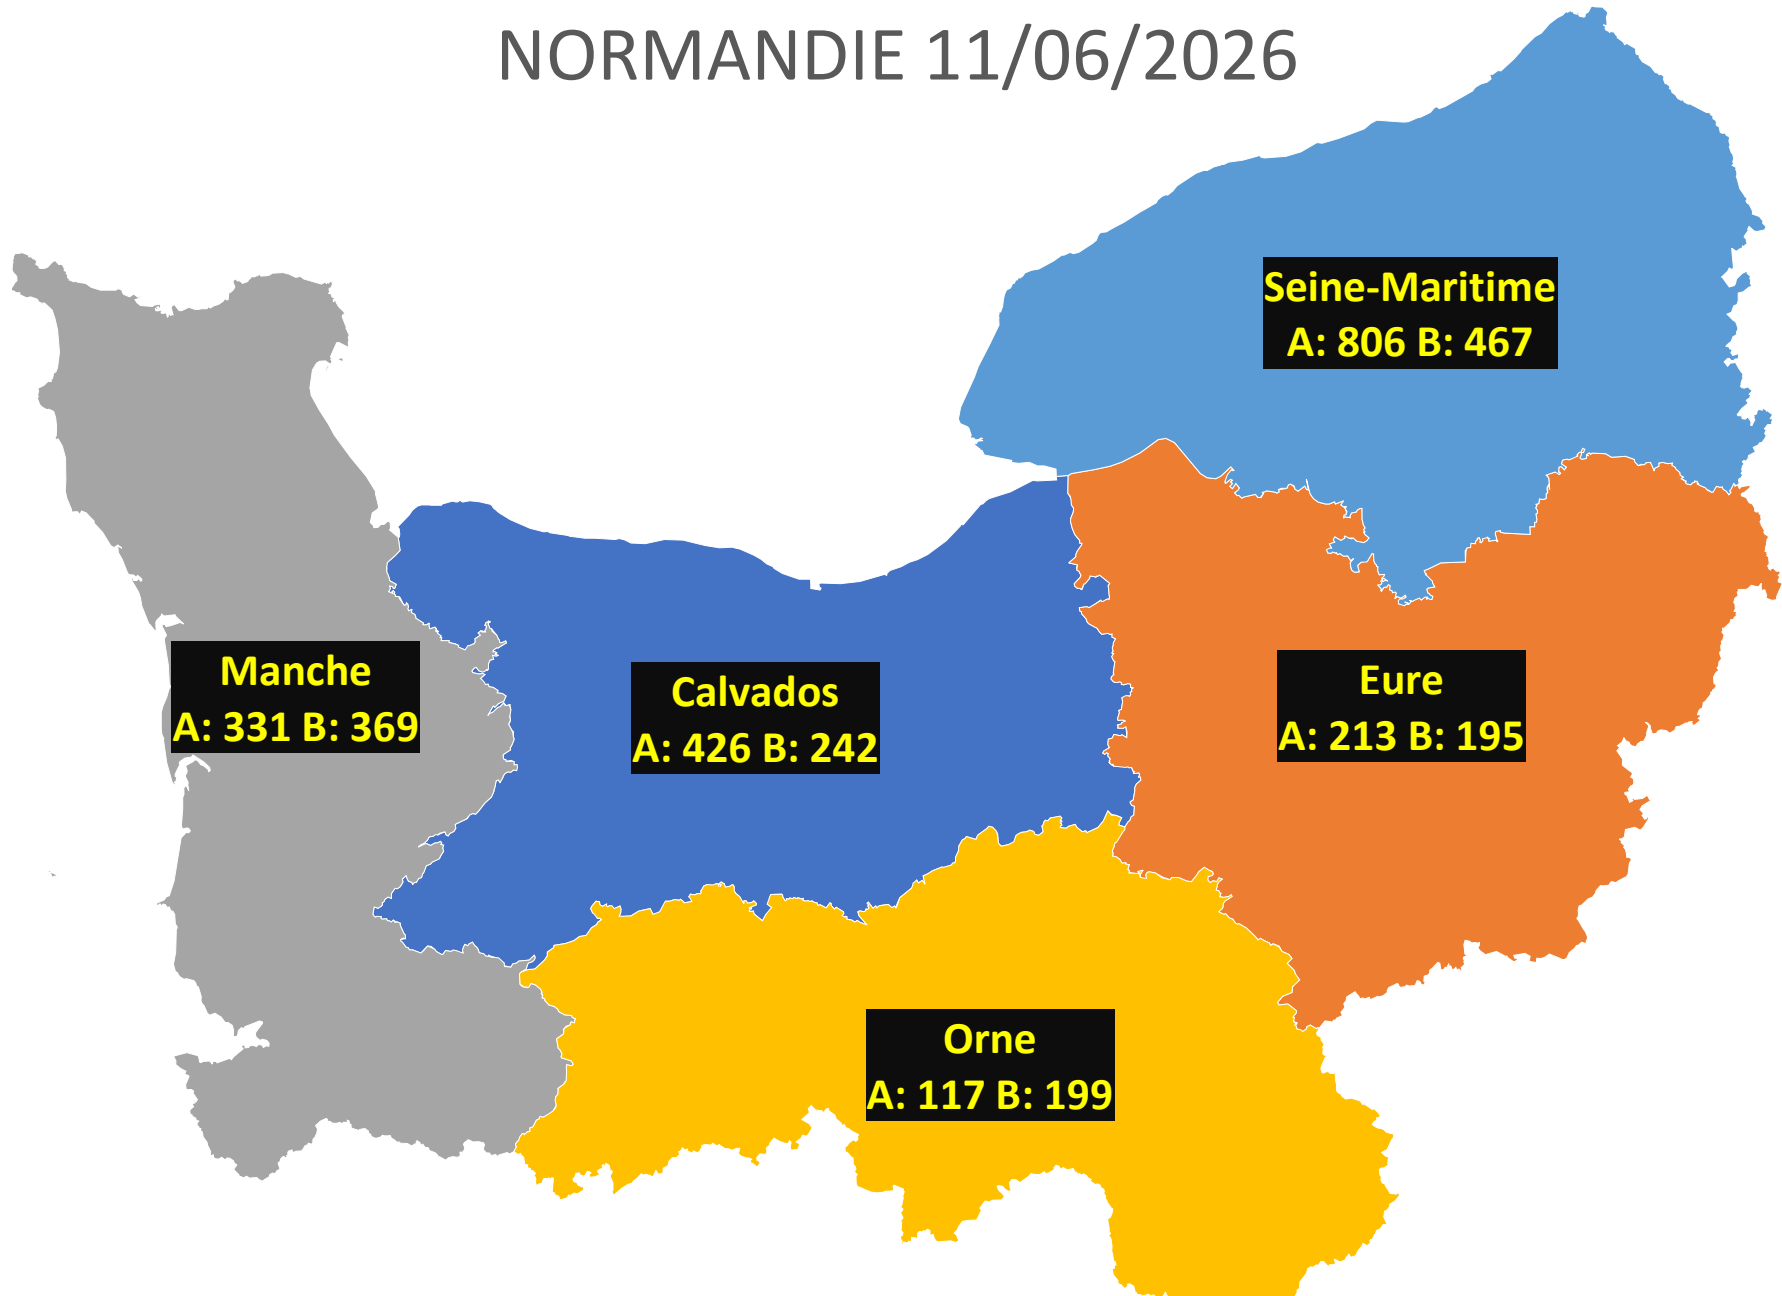 NORMANDIE 11/06/2026
Seine-Maritime
A: 806 B: 467
Manche
A: 331 B: 369
Calvados
A: 426 B: 242
Eure
A: 213 B: 195
Orne
A: 117 B: 199